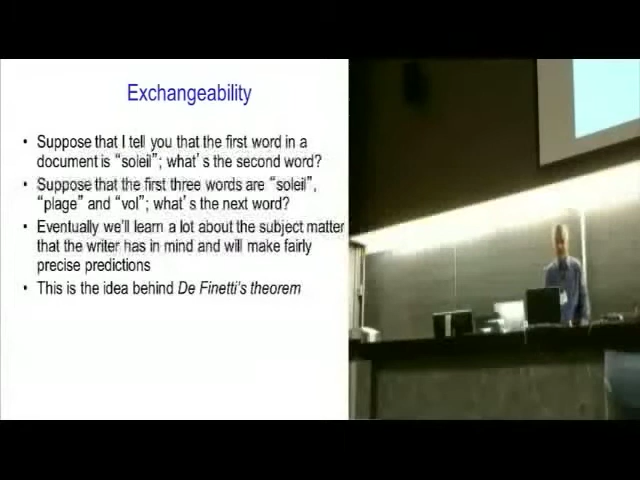 Exchangeability
• Suppose that I tell you that the first word in a
document is “soleil”; what’s the second word?
• Suppose that the first three words are “soleil”,
“plage” and “vol”; what’s the next word?
• Eventually we’ll learn a lot about the subject matter
that the writer has in mind and will make fairly
precise predictions
• This is the idea behind De Finetti’s theorem